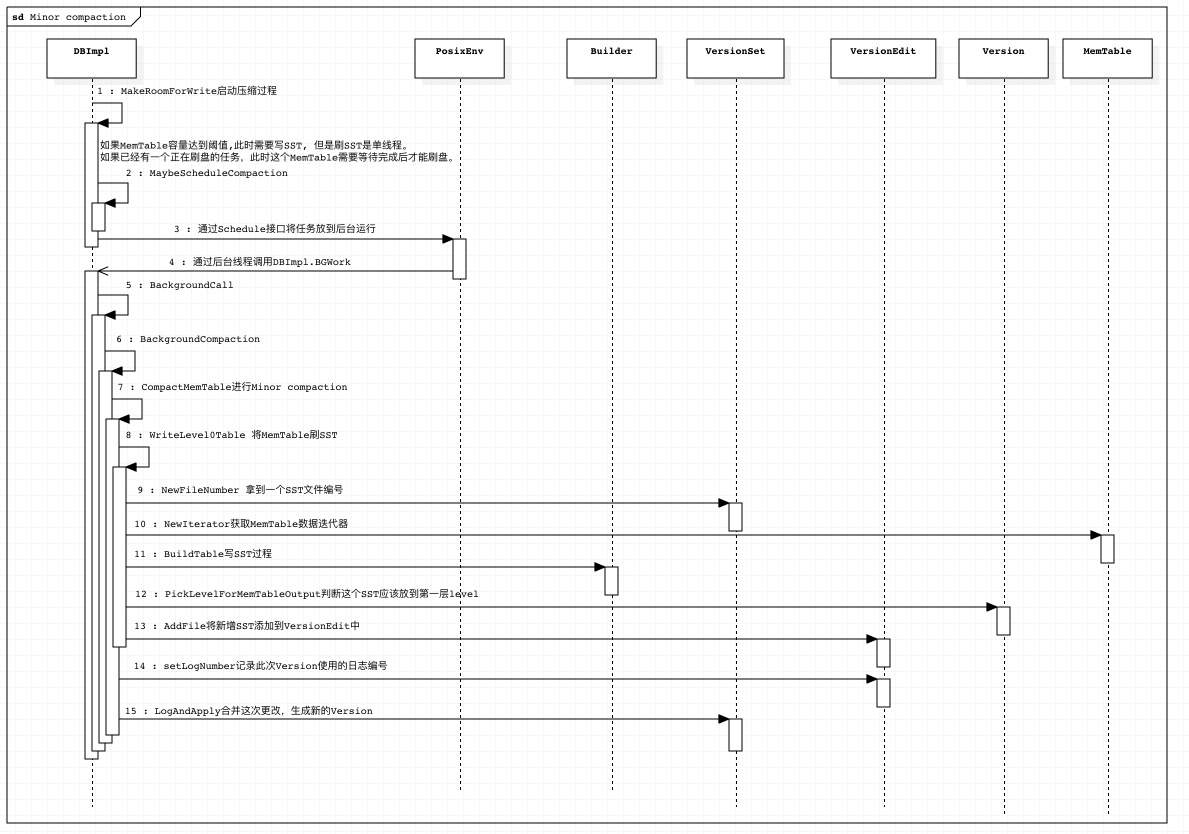 sd Minor compaction
DBImpl
PosixEnv
Builder
VersionSet
VersionEdit
Version
MemTable
1 : MakeRoomForWrite启动压缩过程
如果MemTable容量达到阈值,此时需要写SST, 但是刷SST是单线程。
如果已经有一个正在刷盘的任务, 此时这个MemTable需要等待完成后才能刷盘。
2 : MaybeScheduleCompaction
3 : 通过Schedule接口将任务放到后台运行
4 : 通过后台线程调用DBImpl.BGWork
5 : BackgroundCall
6 : BackgroundCompaction
7 : CompactMemTable进行Minor compaction
8 : WriteLevel0Table 将MemTable刷SST
9 : NewFileNumber 拿到一个SST文件编号
10 : NewIterator获取MemTable数据迭代器
11 : BuildTable写SST过程
12 : PickLevelForMemTableOutput判断这个SST应该放到第一层level
13 : AddFile将新增SST添加到VersionEdit中
14 : setLogNumber记录此次Version使用的日志编号
15 : LogAndApply合并这次更改, 生成新的Version